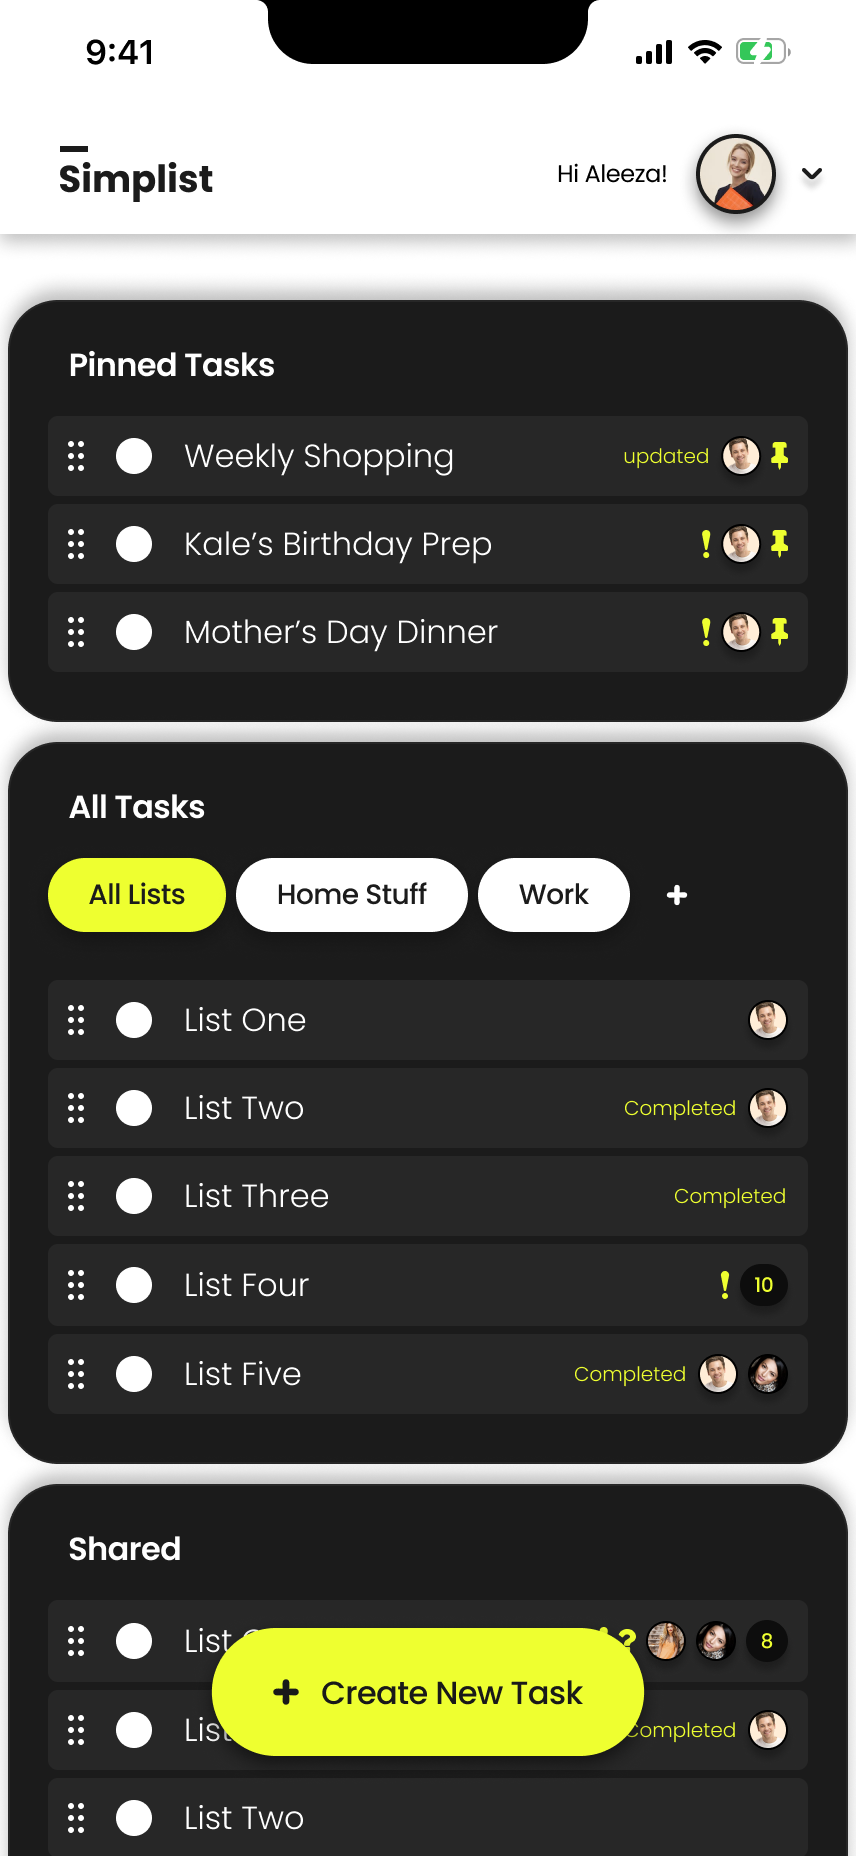 9:41
Simplist
Hi Aleeza!
Pinned Tasks
Weekly Shopping updated
Kale’s Birthday Prep !
Mother’s Day Dinner !
All Tasks
All Lists Home Stuff Work +
List One
List Two Completed
List Three Completed
List Four ! 10
List Five Completed
Shared
List ? 8
+ Create New Task
List Completed
List Two